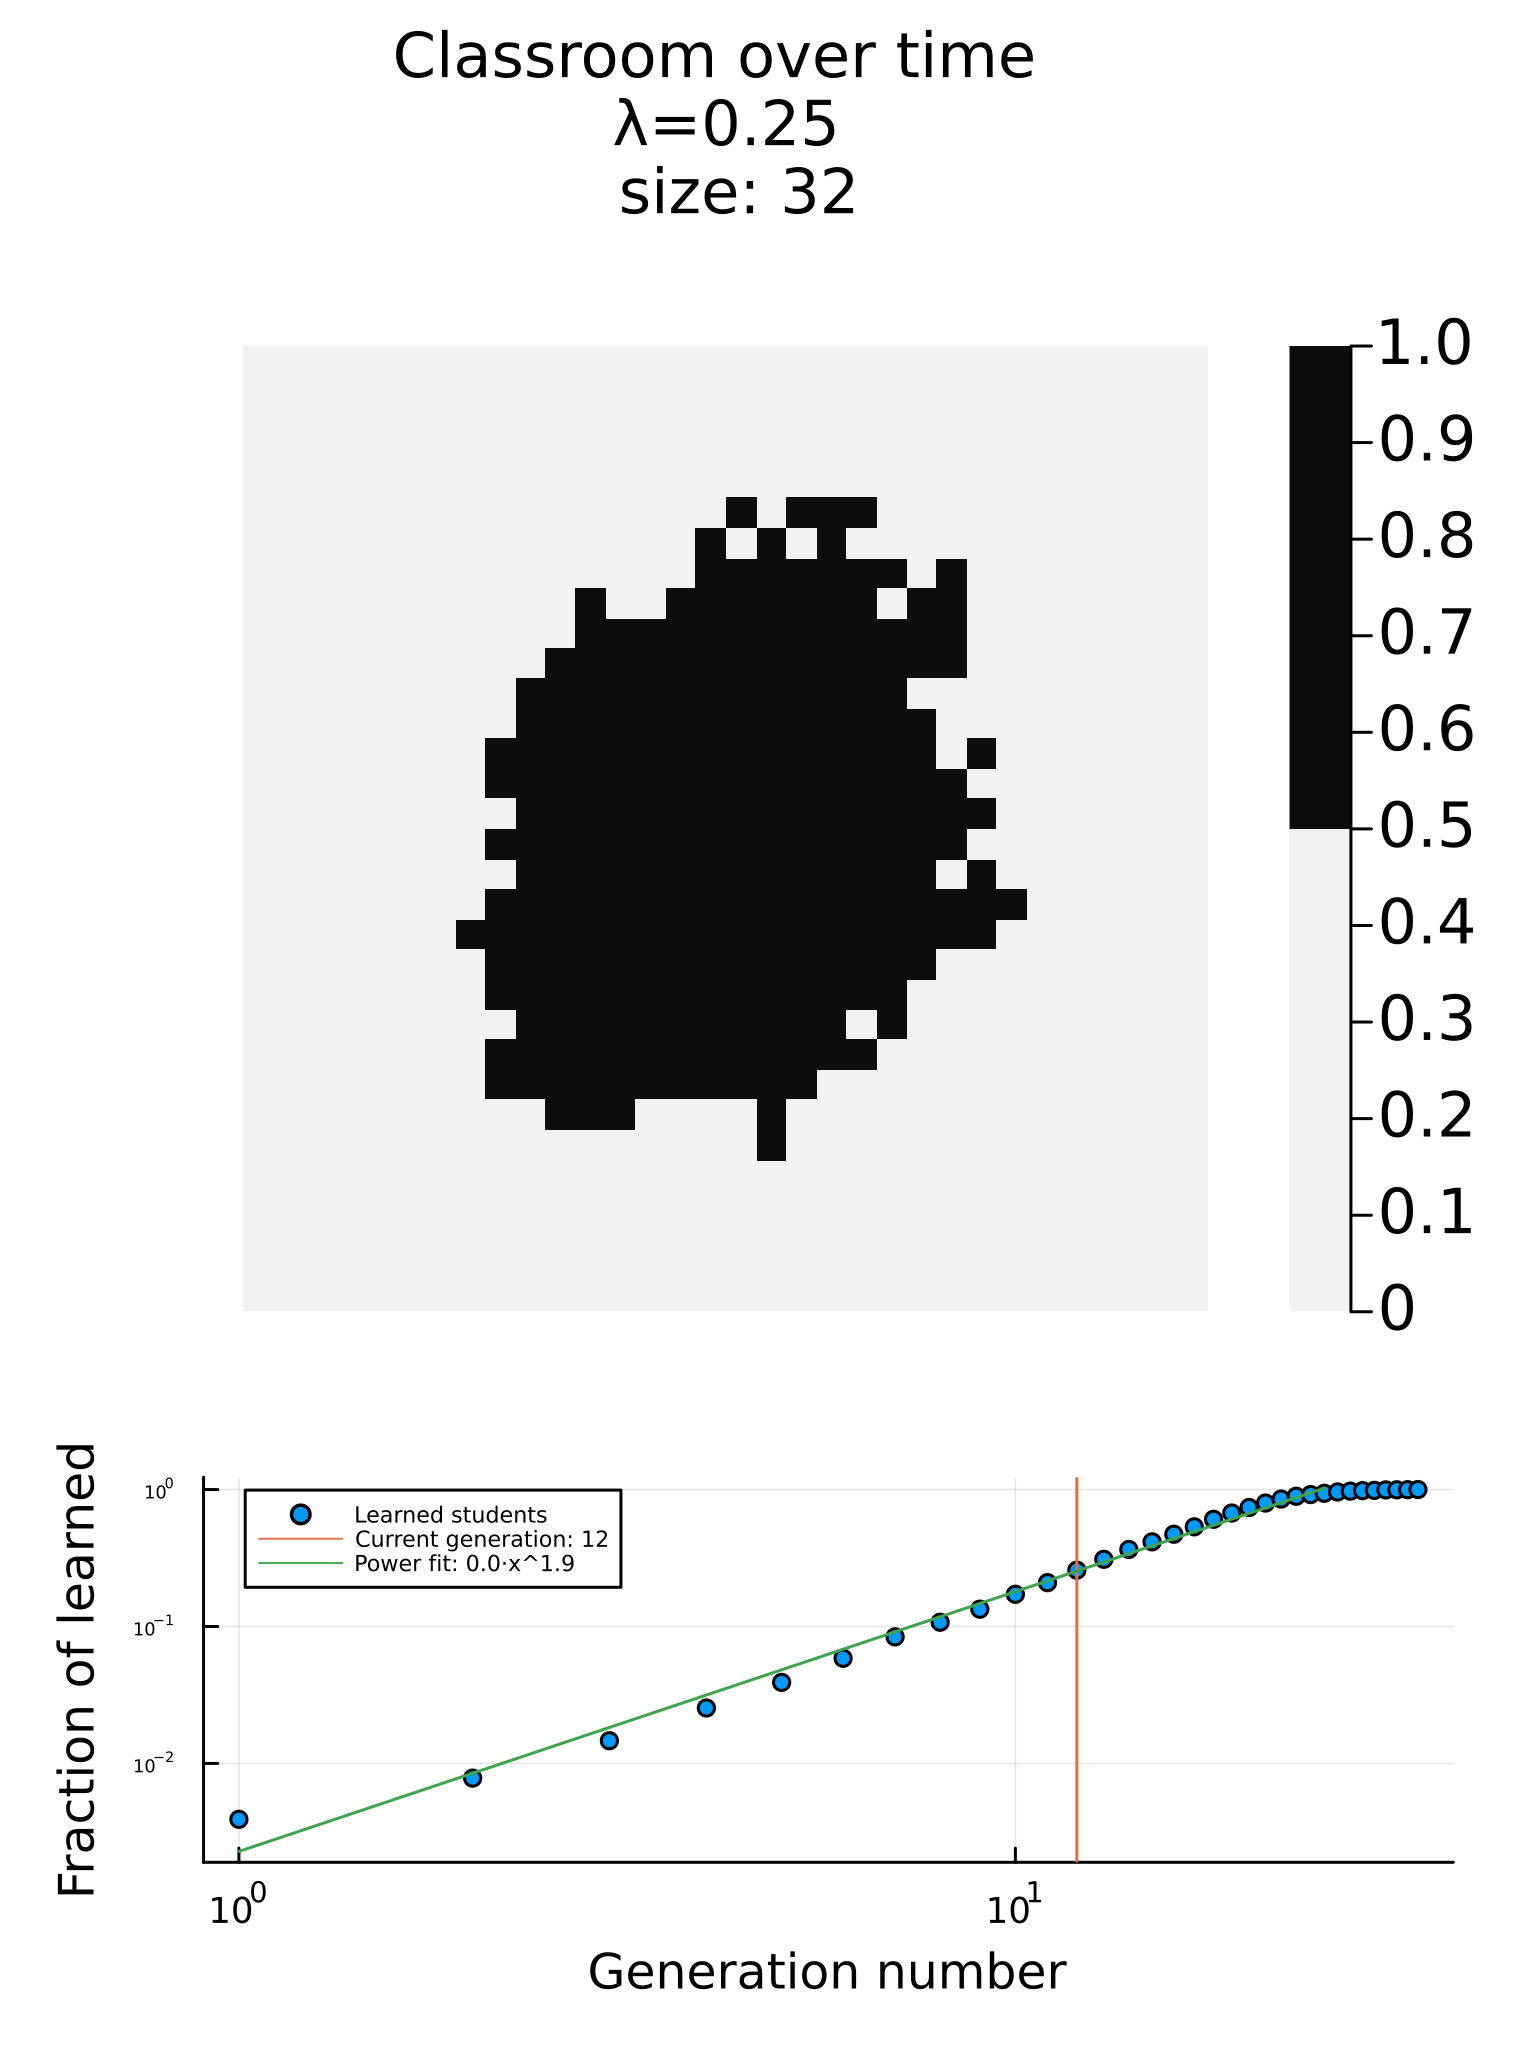 Classroom over time
λ=0.25
size: 32
1.0
0.9
0.8
0.7
0.6
0.5
0.4
0.3
0.2
0.1
0
Fraction of learned
10⁰
10⁻¹
10⁻²
Learned students
Current generation: 12
Power fit: 0.0·x^1.9
10⁰
10¹
Generation number